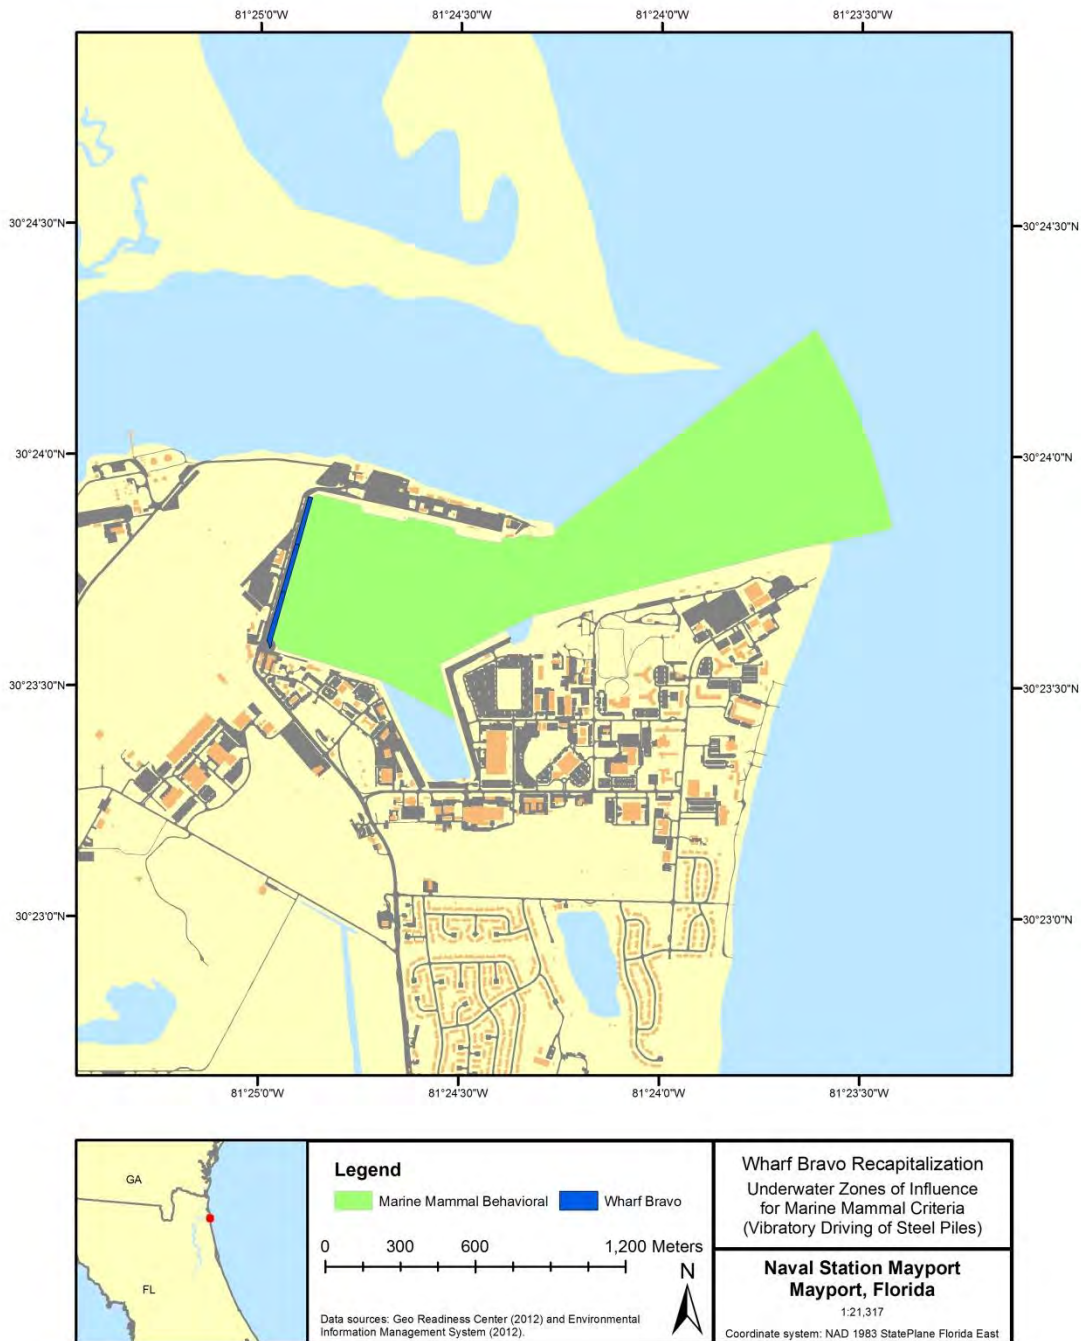 81°25'0"W 81°24'30"W 81°24'0"W 81°23'30"W
30°24'30"N 30°24'30"N
30°24'0"N 30°24'0"N
30°23'30"N 30°23'30"N
30°23'0"N 30°23'0"N
81°25'0"W 81°24'30"W 81°24'0"W 81°23'30"W
GA
FL
Legend
Marine Mammal Behavioral Wharf Bravo
0 300 600 1,200 Meters
N
Data sources: Geo Readiness Center (2012) and Environmental
Information Management System (2012).
Wharf Bravo Recapitalization
Underwater Zones of Influence
for Marine Mammal Criteria
(Vibratory Driving of Steel Piles)
Naval Station Mayport
Mayport, Florida
1:21,317
Coordinate system: NAD 1983 StatePlane Florida East